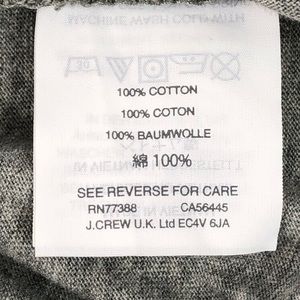 100% COTTON
100% COTON
100% BAUMWOLLE
綿 100%
SEE REVERSE FOR CARE
RN77388 CA56445
J.CREW U.K. Ltd EC4V 6JA